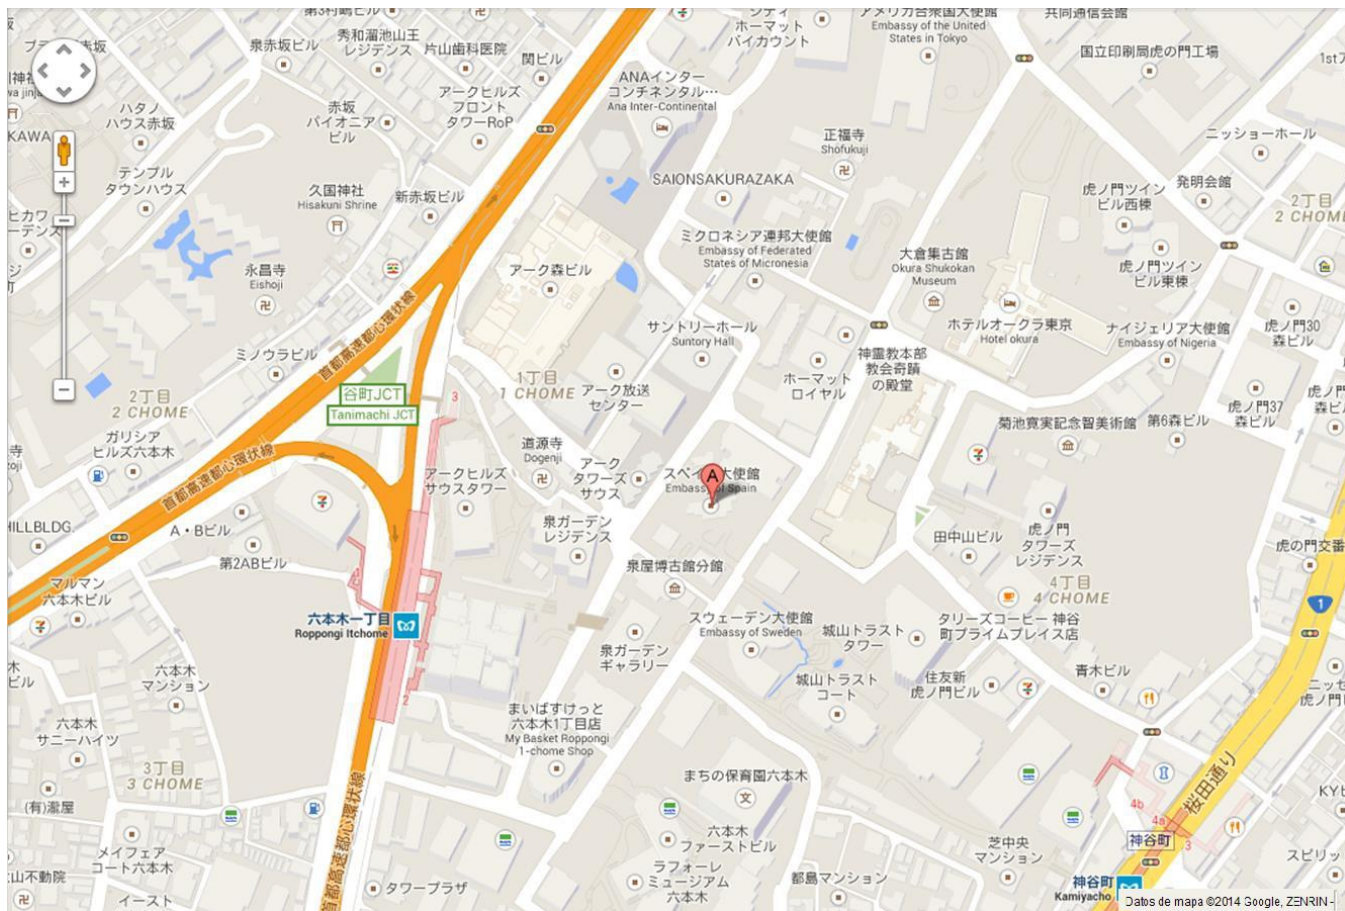 泉赤坂ビル
秀和溜池山王
レジデンス
片山歯科医院
関ビル
アークヒルズ
フロント
タワーRoP
ハタノ
ハウス赤坂
赤坂
パイオニア
ビル
テンプル
タウンハウス
久国神社
Hisakuni Shrine
新赤坂ビル
永昌寺
Eishoji
ミノウラビル
2丁目
2 CHOME
ガリシア
ヒルズ六本木
首都高速都心環状線
首都高速都心環状線
谷町JCT
Tanimachi JCT
ホーマット
バイカウント
アメリカ合衆国大使館
Embassy of the United
States in Tokyo
共同通信会館
国立印刷局虎の門工場
ANAインター
コンチネンタル…
Ana Inter-Continental
正福寺
Shofukuji
ニッショーホール
SAIONSAKURAZAKA
虎ノ門ツイン
ビル西棟
発明会館
2丁目
2 CHOME
ミクロネシア連邦大使館
Embassy of Federated
States of Micronesia
大倉集古館
Okura Shukokan
Museum
虎ノ門ツイン
ビル東棟
アーク森ビル
サントリーホール
Suntory Hall
ホテルオークラ東京
Hotel okura
ナイジェリア大使館
Embassy of Nigeria
虎ノ門30
森ビル
1丁目
1 CHOME
アーク放送
センター
ホーマット
ロイヤル
神霊教本部
教会奇蹟
の殿堂
虎ノ門37
森ビル
菊池寛実記念智美術館
第6森ビル
3
道源寺
Dogenji
アーク
タワーズ
サウス
アークヒルズ
サウスタワー
スペイン大使館
Embassy of Spain
A
HILLBLDG.
A・Bビル
第2ABビル
泉ガーデン
レジデンス
田中山ビル
虎ノ門
タワーズ
レジデンス
虎の門交番
マルマン
六本木ビル
泉屋博古館分館
4丁目
4 CHOME
1
六本木一丁目
Roppongi Itchome
スウェーデン大使館
Embassy of Sweden
城山トラスト
タワー
タリーズコーヒー 神谷
町プライムプレイス店
泉ガーデン
ギャラリー
六本木
マンション
城山トラスト
コート
住友新
虎ノ門ビル
青木ビル
2
六本木
サニーハイツ
まいばすけっと
六本木1丁目店
My Basket Roppongi
1-chome Shop
3丁目
3 CHOME
まちの保育園六本木
桜田通り
(有)瀧屋
首都高速都心環状線
4b
4a
3
神谷町
メイフェア
コート六本木
六本木
ファーストビル
芝中央
マンション
タワープラザ
ラフォーレ
ミュージアム
六本木
都島マンション
神谷町
Kamiyacho
イースト
Datos de mapa ©2014 Google, ZENRIN -